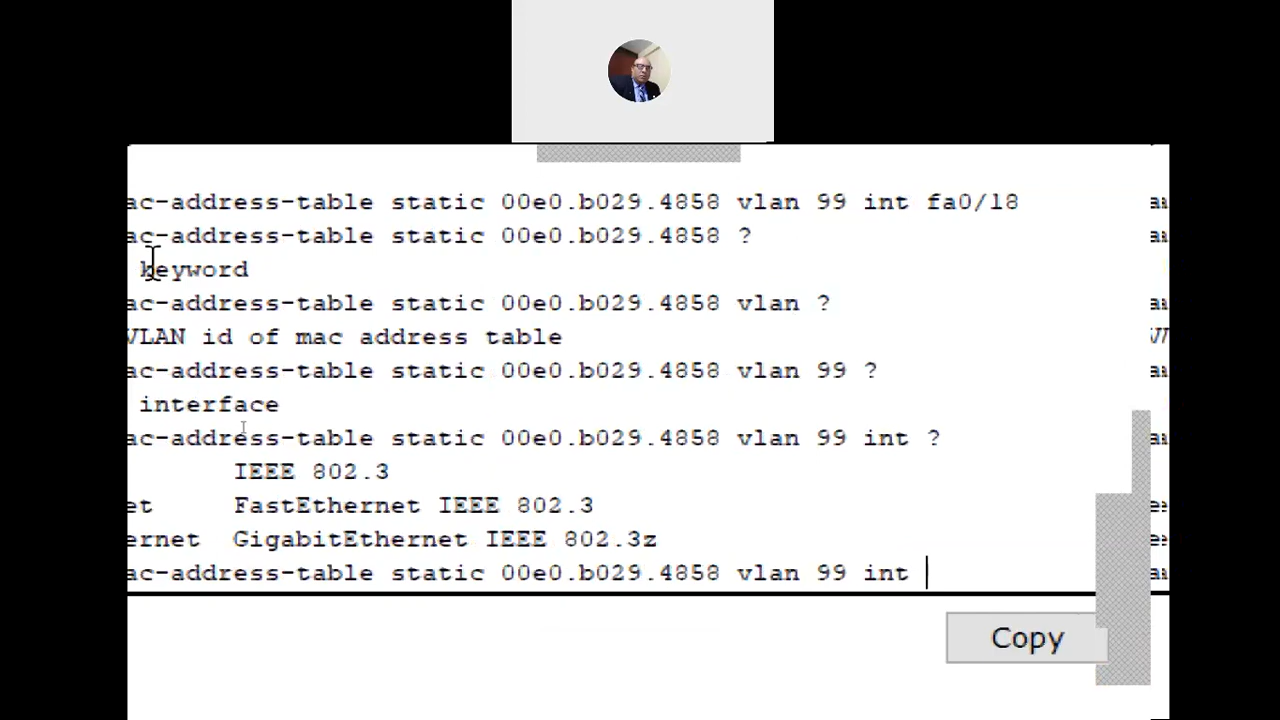 ac-address-table static 00e0.b029.4858 vlan 99 int fa0/18
ac-address-table static 00e0.b029.4858 ?
keyword
ac-address-table static 00e0.b029.4858 vlan ?
VLAN id of mac address table
ac-address-table static 00e0.b029.4858 vlan 99 ?
interface
ac-address-table static 00e0.b029.4858 vlan 99 int ?
IEEE 802.3
et FastEthernet IEEE 802.3
ernet GigabitEthernet IEEE 802.3z
ac-address-table static 00e0.b029.4858 vlan 99 int
Copy